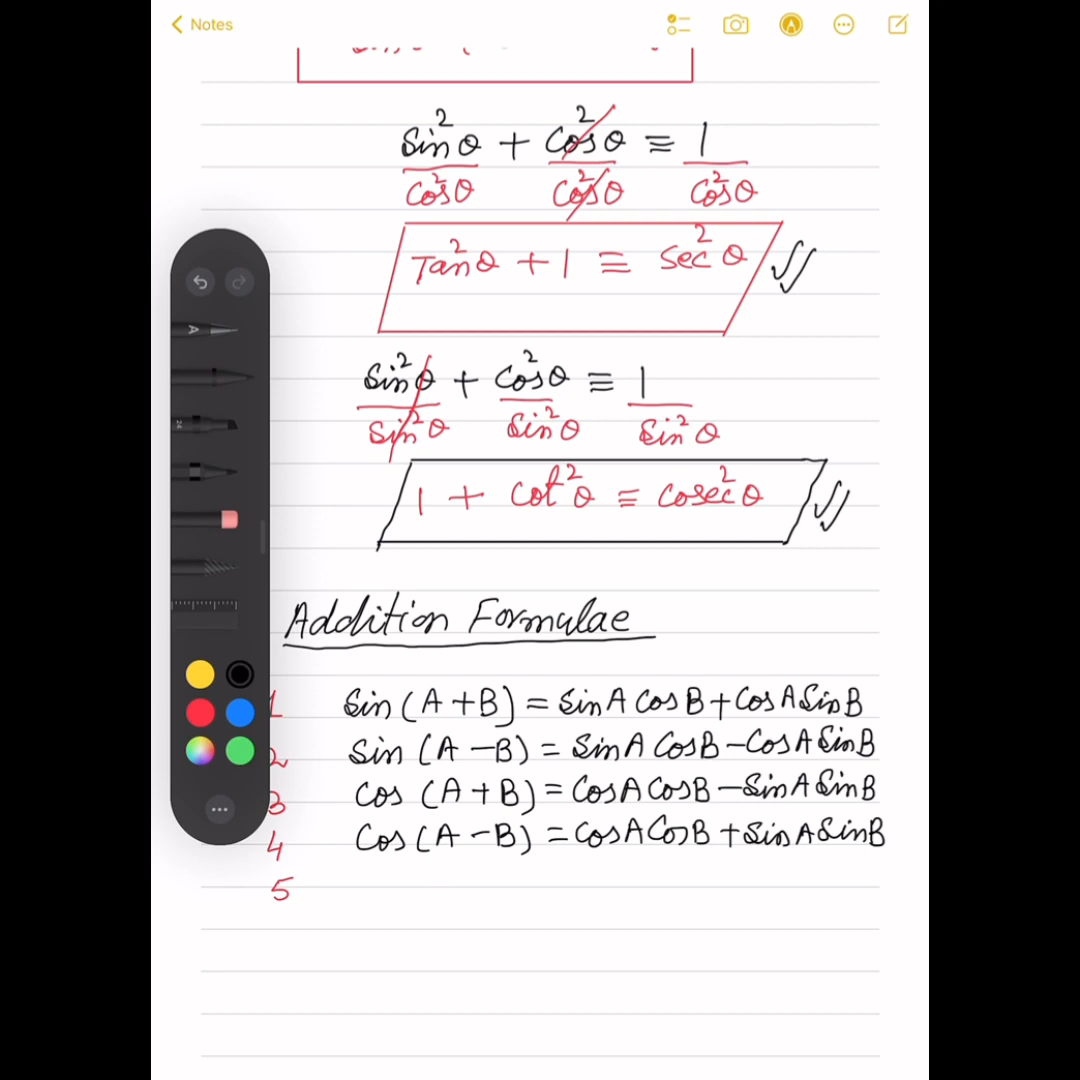 Notes
sin²θ + cos²θ ≡ 1
cos²θ cos²θ cos²θ
Tan²θ + 1 ≡ sec²θ
sin²θ + cos²θ ≡ 1
sin²θ sin²θ sin²θ
1 + cot²θ ≡ cosec²θ
Addition Formulae
1 sin (A + B) = sin A cos B + cos A sin B
2 sin (A − B) = sin A cos B − cos A sin B
3 cos (A + B) = cos A cos B − sin A sin B
4 cos (A − B) = cos A cos B + sin A sin B
5